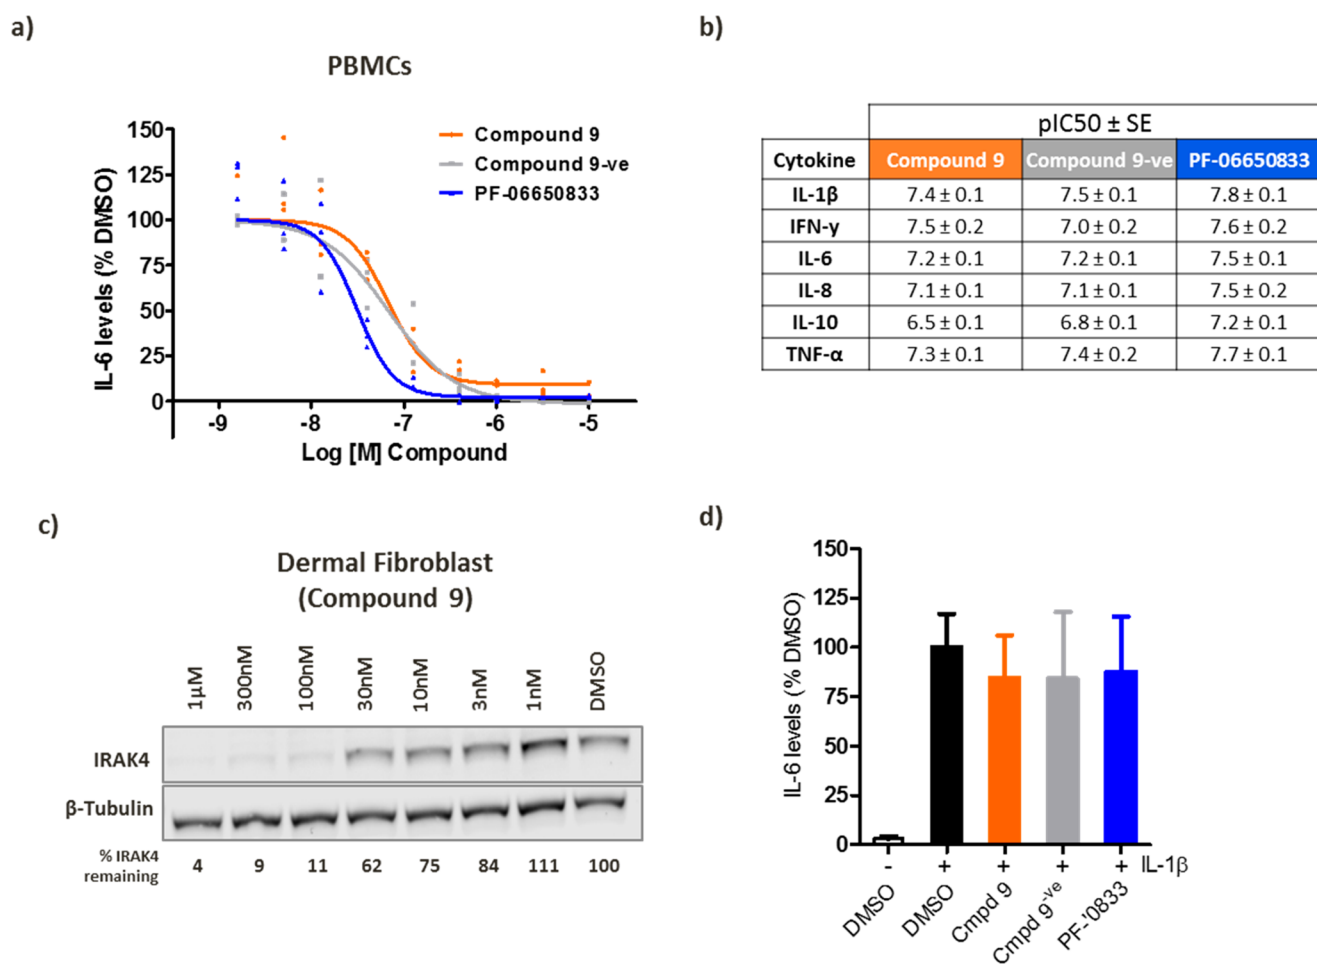 a)
PBMCs
150
125
100
75
50
25
0
IL-6 levels (% DMSO)
-9 -8 -7 -6 -5
Log [M] Compound
Compound 9
Compound 9-ve
PF-06650833
b)
pIC50 ± SE
Cytokine Compound 9 Compound 9-ve PF-06650833
IL-1β 7.4 ± 0.1 7.5 ± 0.1 7.8 ± 0.1
IFN-γ 7.5 ± 0.2 7.0 ± 0.2 7.6 ± 0.2
IL-6 7.2 ± 0.1 7.2 ± 0.1 7.5 ± 0.1
IL-8 7.1 ± 0.1 7.1 ± 0.1 7.5 ± 0.2
IL-10 6.5 ± 0.1 6.8 ± 0.1 7.2 ± 0.1
TNF-α 7.3 ± 0.1 7.4 ± 0.2 7.7 ± 0.1
c)
Dermal Fibroblast
(Compound 9)
1µM 300nM 100nM 30nM 10nM 3nM 1nM DMSO
IRAK4
β-Tubulin
% IRAK4
remaining
4 9 11 62 75 84 111 100
d)
150
125
100
75
50
25
0
IL-6 levels (% DMSO)
- + + + + IL-1β
DMSO DMSO Cmpd 9 Cmpd 9-ve PF-'0833